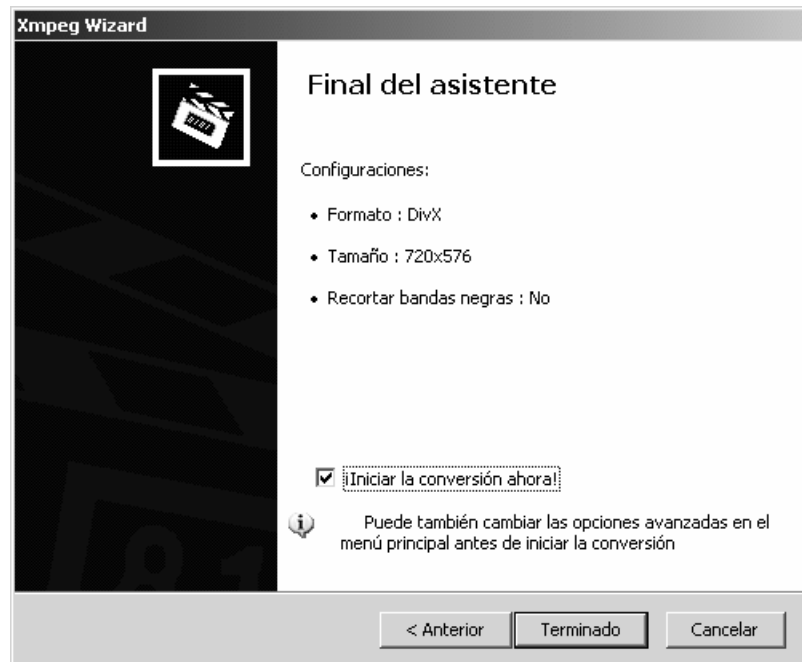 Xmpeg Wizard
Final del asistente
Configuraciones:
• Formato : DivX
• Tamaño : 720x576
• Recortar bandas negras : No
¡Iniciar la conversión ahora!
Puede también cambiar las opciones avanzadas en el
menú principal antes de iniciar la conversión
< Anterior
Terminado
Cancelar